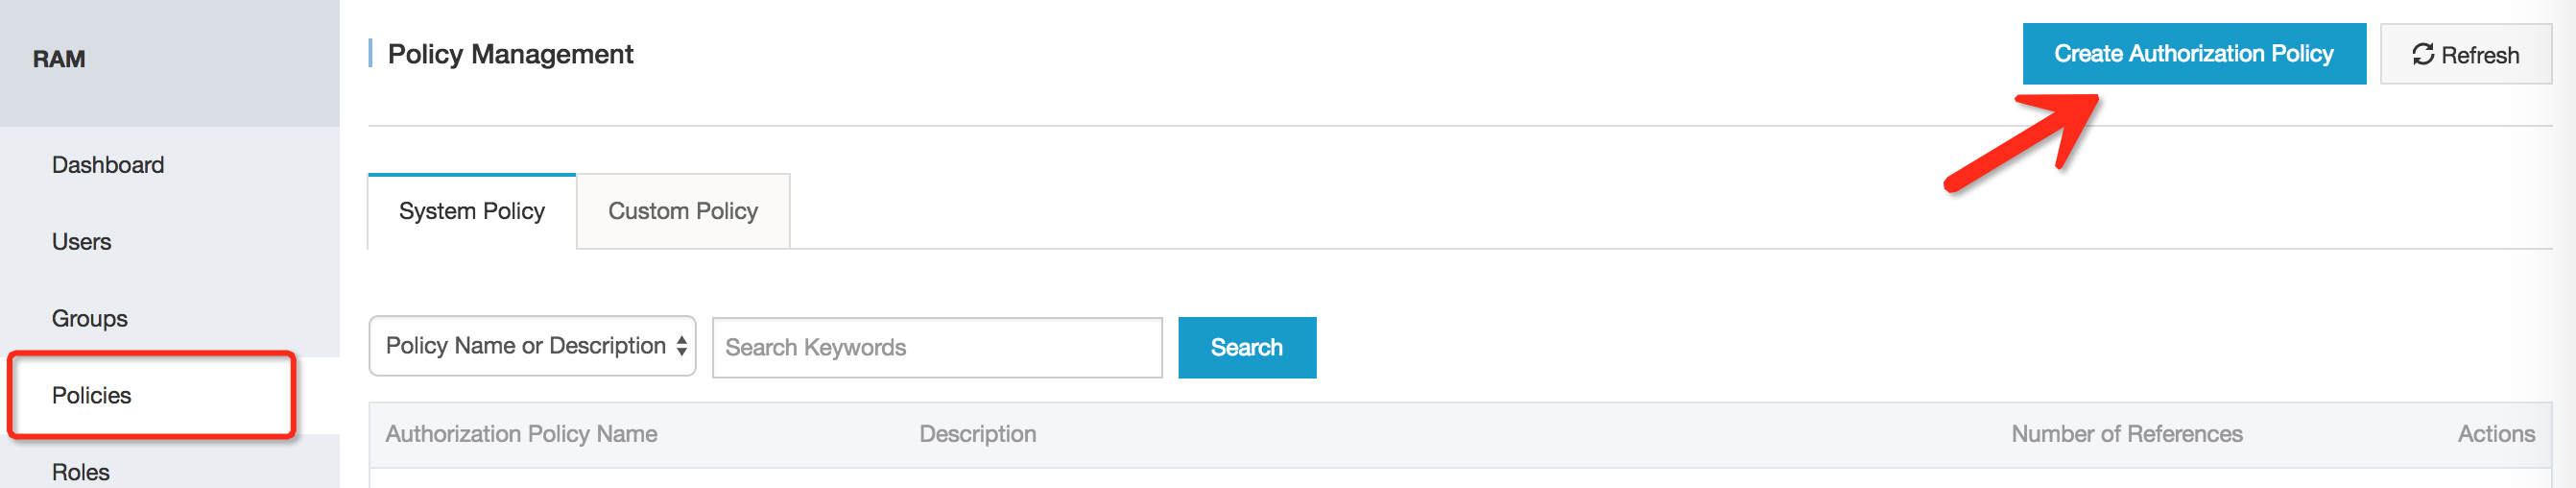 RAM
Dashboard
Users
Groups
Policies
Roles
Policy Management
Create Authorization Policy
Refresh
System Policy
Custom Policy
Policy Name or Description
Search Keywords
Search
Authorization Policy Name
Description
Number of References
Actions